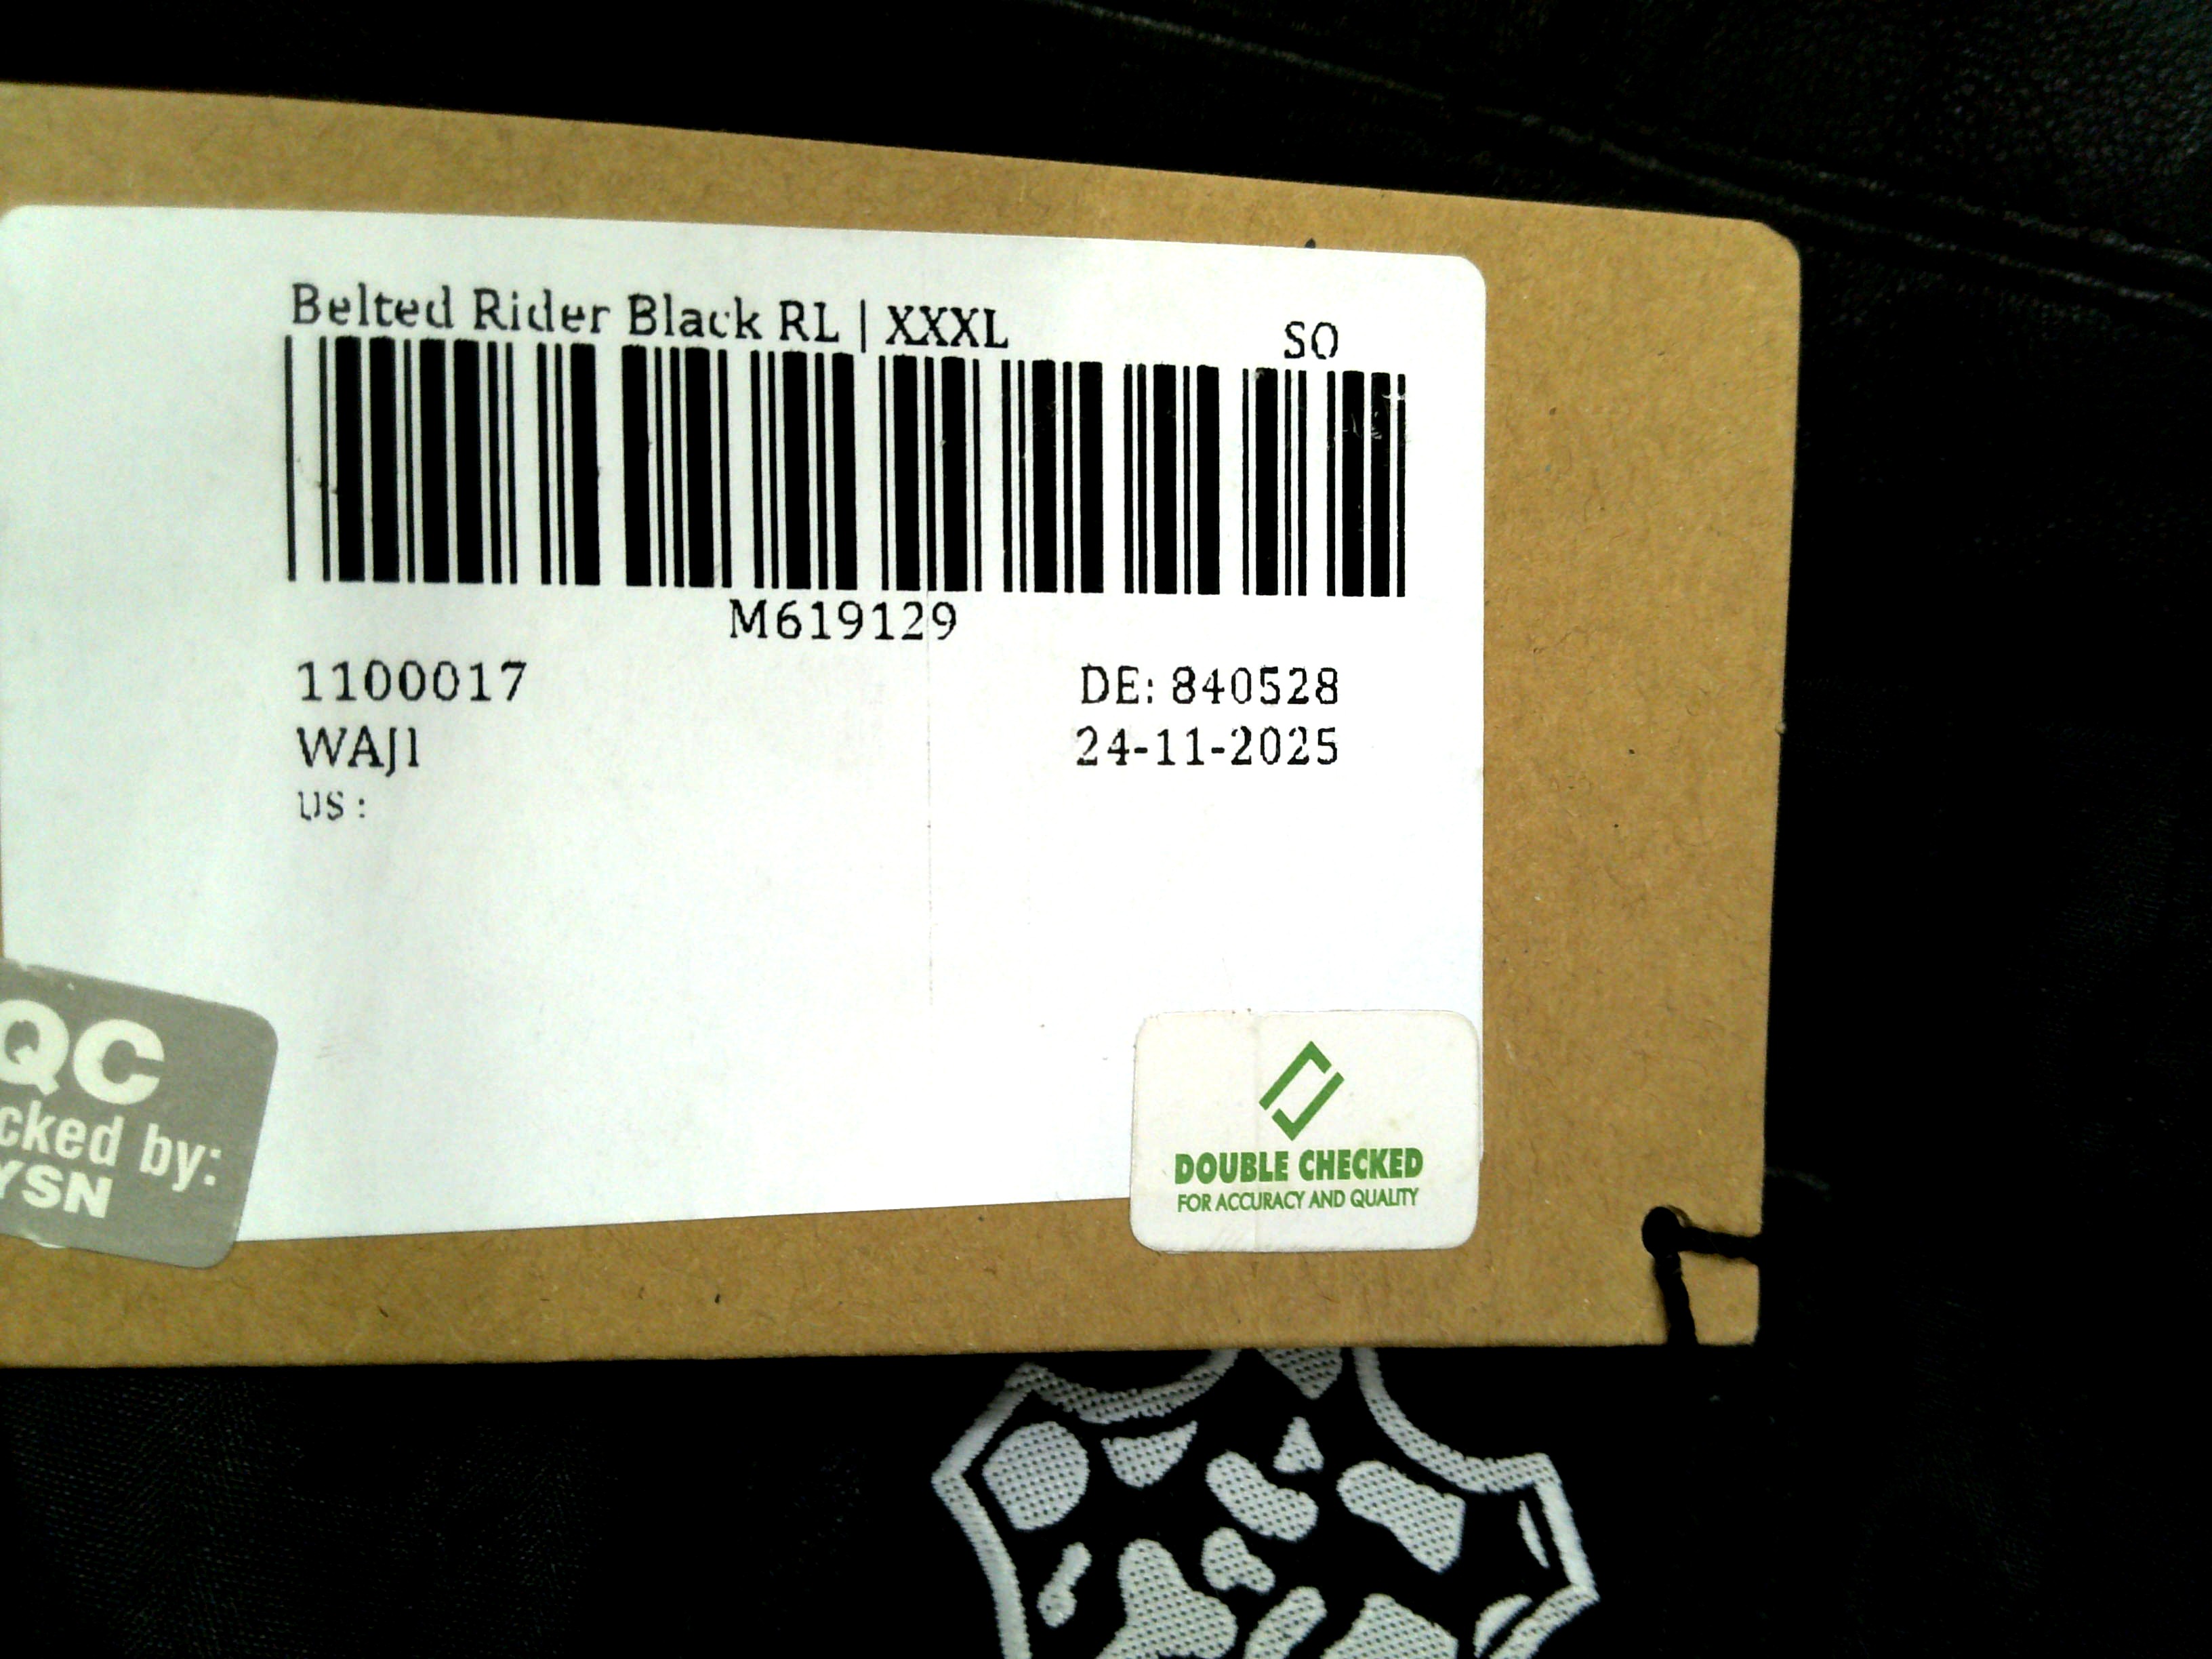 Belted Rider Black RL | XXXL SO
M619129
1100017 DE: 840528
WAJ1 24-11-2025
US :
QC
cked by:
YSN
DOUBLE CHECKED
FOR ACCURACY AND QUALITY